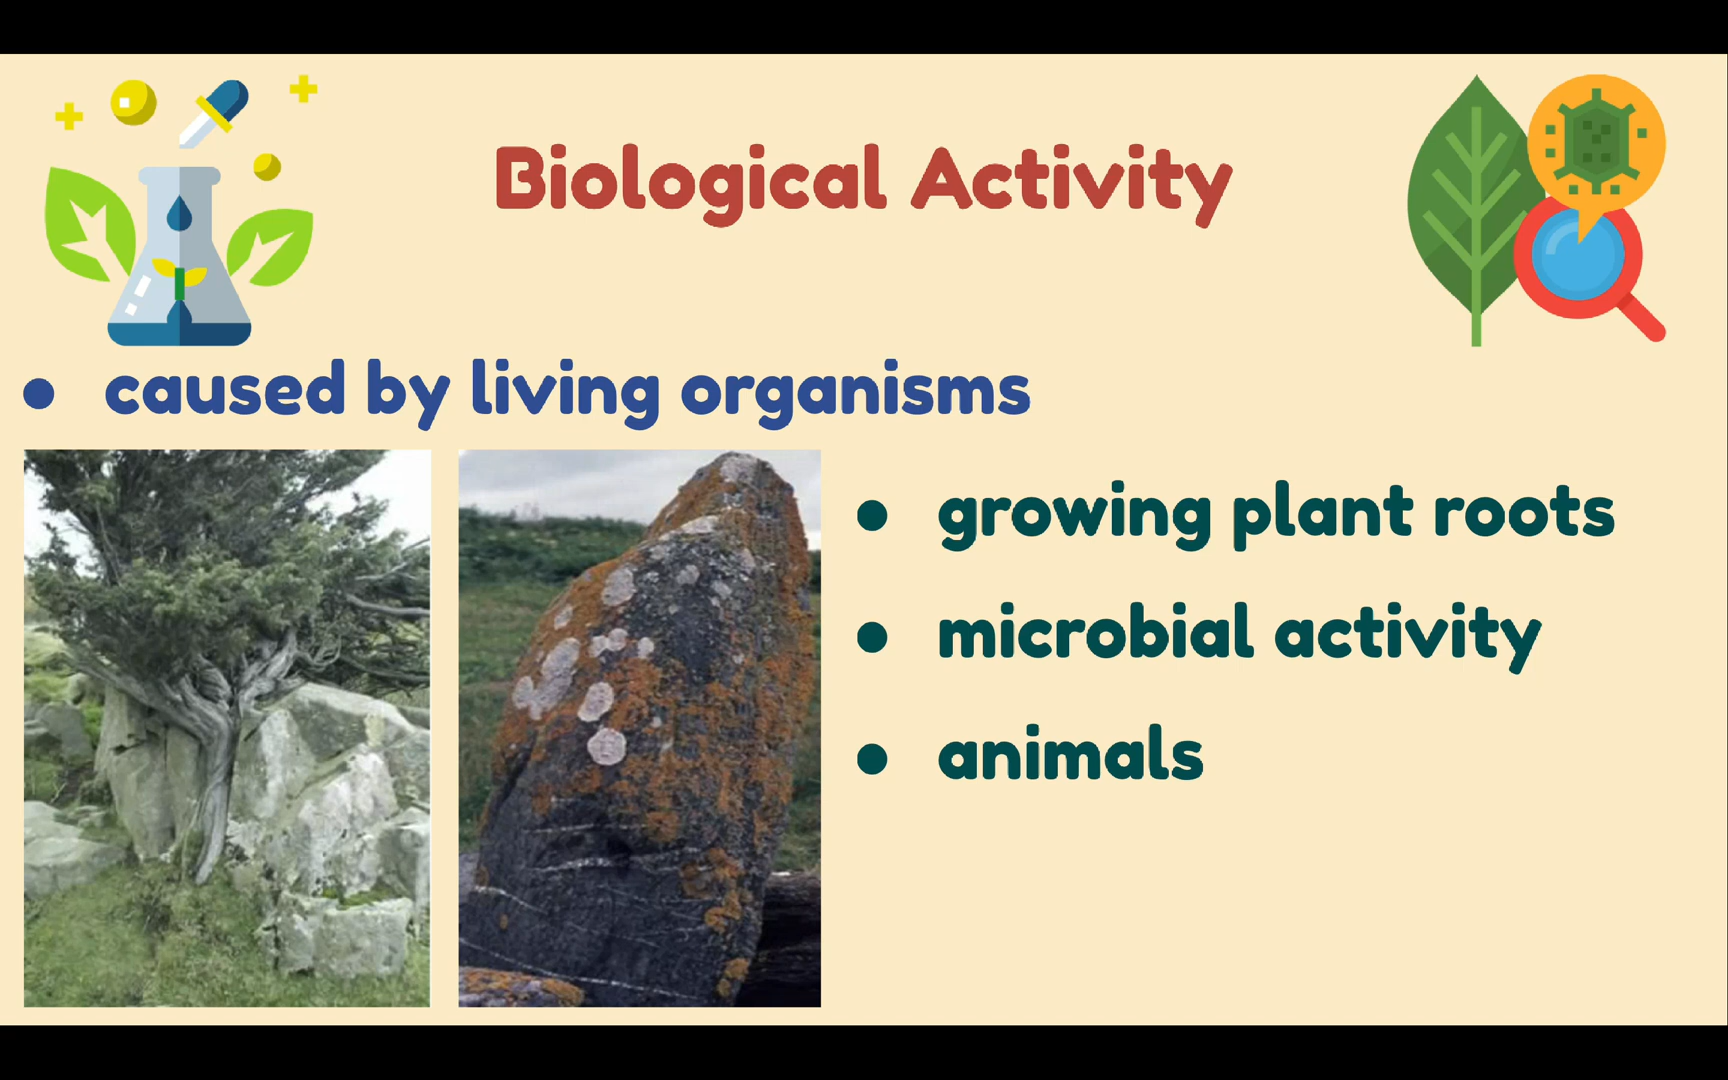 Biological Activity
● caused by living organisms
● growing plant roots
● microbial activity
● animals